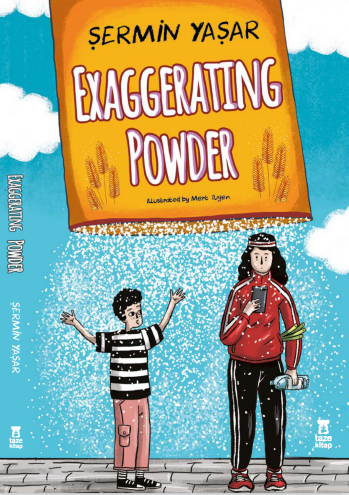 ŞERMİN YAŞAR
EXAGGERATING
POWDER
Illustrated by Mert Tugen
taze
kitap
EXAGGERATING POWDER
ŞERMİN YAŞAR
taze
kitap